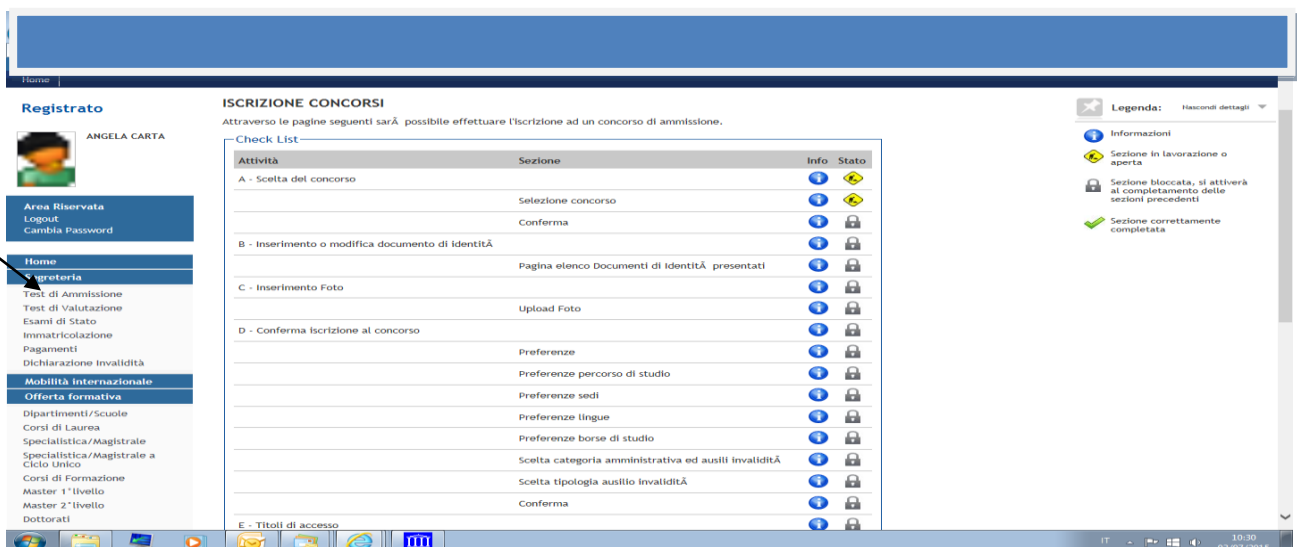 Home
Registrato
ANGELA CARTA
Area Riservata
Logout
Cambia Password
Home
Segreteria
Test di Ammissione
Test di Valutazione
Esami di Stato
Immatricolazione
Pagamenti
Dichiarazione Invalidità
Mobilità internazionale
Offerta formativa
Dipartimenti/Scuole
Corsi di Laurea
Specialistica/Magistrale
Specialistica/Magistrale a
Ciclo Unico
Corsi di Formazione
Master 1°livello
Master 2°livello
Dottorati
ISCRIZIONE CONCORSI
Attraverso le pagine seguenti sarÃ possibile effettuare l'iscrizione ad un concorso di ammissione.
Check List
Attività Sezione Info Stato
A - Scelta del concorso
Selezione concorso
Conferma
B - Inserimento o modifica documento di identitÃ
Pagina elenco Documenti di IdentitÃ presentati
C - Inserimento Foto
Upload Foto
D - Conferma iscrizione al concorso
Preferenze
Preferenze percorso di studio
Preferenze sedi
Preferenze lingue
Preferenze borse di studio
Scelta categoria amministrativa ed ausili invaliditÃ
Scelta tipologia ausilio invaliditÃ
Conferma
E - Titoli di accesso
Legenda: Nascondi dettagli
Informazioni
Sezione in lavorazione o
aperta
Sezione bloccata, si attiverà
al completamento delle
sezioni precedenti
Sezione correttamente
completata
IT
10:30